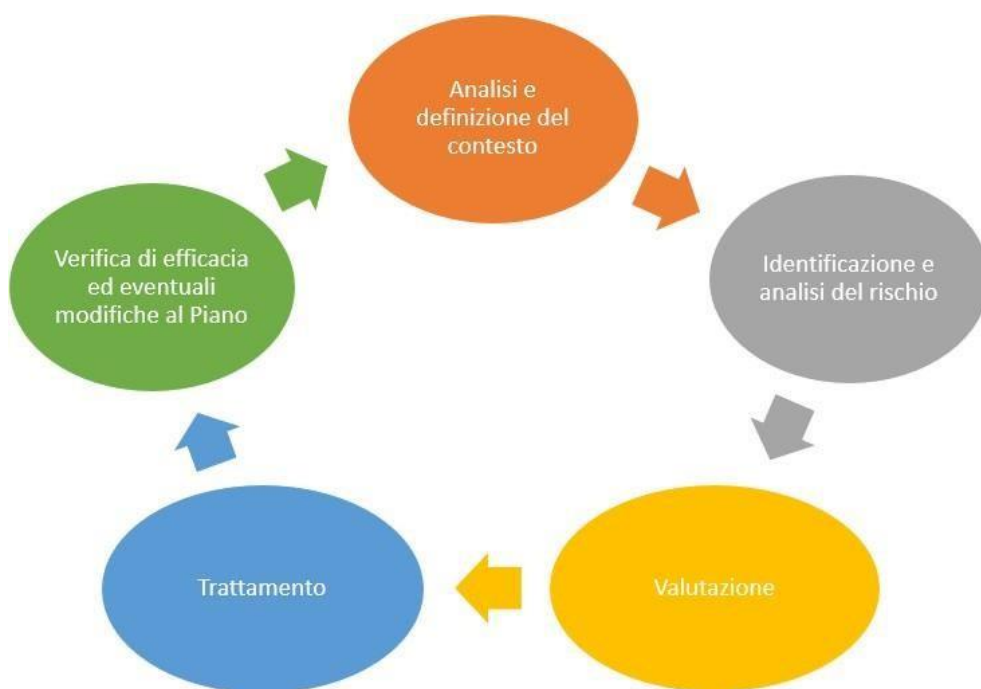 Analisi e
definizione del
contesto
Identificazione e
analisi del rischio
Valutazione
Trattamento
Verifica di efficacia
ed eventuali
modifiche al Piano